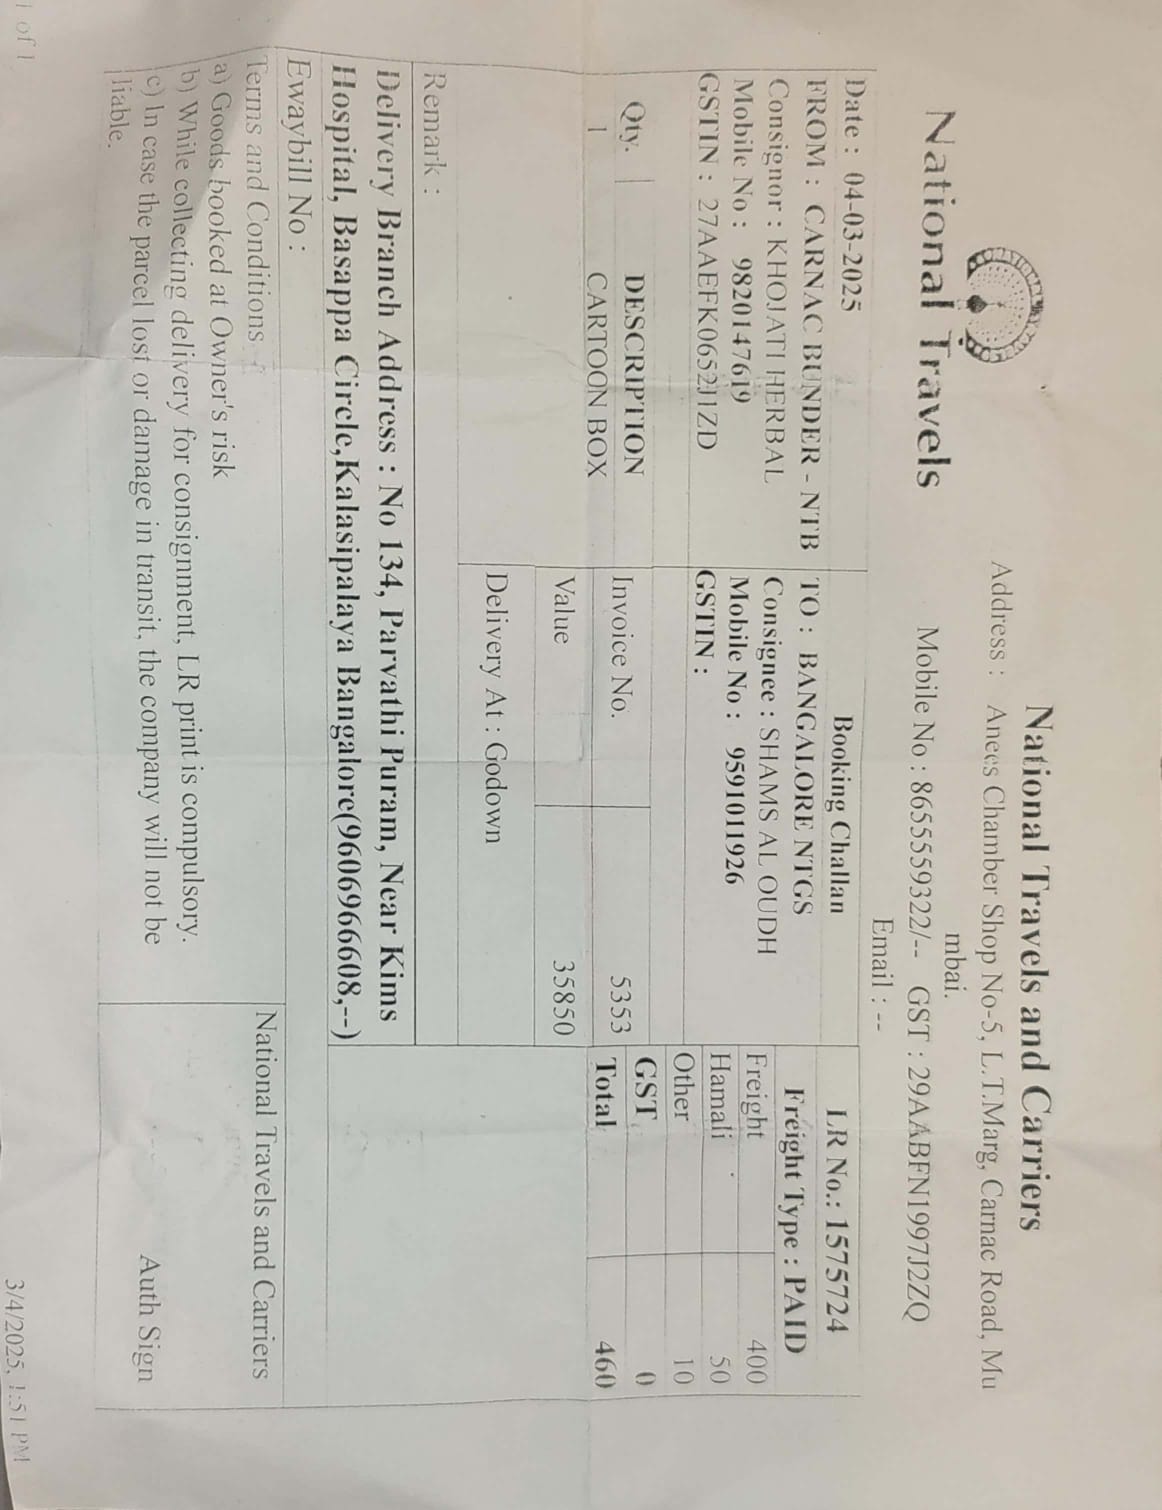 National Travels and Carriers
National Travels
Address : Anees Chamber Shop No-5, L.T.Marg, Carnac Road, Mu
mbai.
Mobile No : 8655559322/-- GST : 29AABFN1997J2ZQ
Email : --
Booking Challan
Date : 04-03-2025
LR No.: 1575724
FROM : CARNAC BUNDER - NTB
TO : BANGALORE NTGS
Freight Type : PAID
Consignor : KHOJATI HERBAL
Consignee : SHAMS AL OUDH
Mobile No : 9820147619
Mobile No : 9591011926
GSTIN : 27AAEFK0652J1ZD
GSTIN :
Freight 400
Hamali 50
Other 10
GST 0
Total 460
Qty. DESCRIPTION
1 CARTOON BOX
Invoice No. 5353
Value 35850
Delivery At : Godown
Remark :
Delivery Branch Address : No 134, Parvathi Puram, Near Kims
Hospital, Basappa Circle,Kalasipalaya Bangalore(9606966608,--)
Ewaybill No :
Terms and Conditions
a) Goods booked at Owner's risk
b) While collecting delivery for consignment, LR print is compulsory.
c) In case the parcel lost or damage in transit, the company will not be
liable.
National Travels and Carriers
Auth Sign
1 of 1
3/4/2025, 1:51 PM